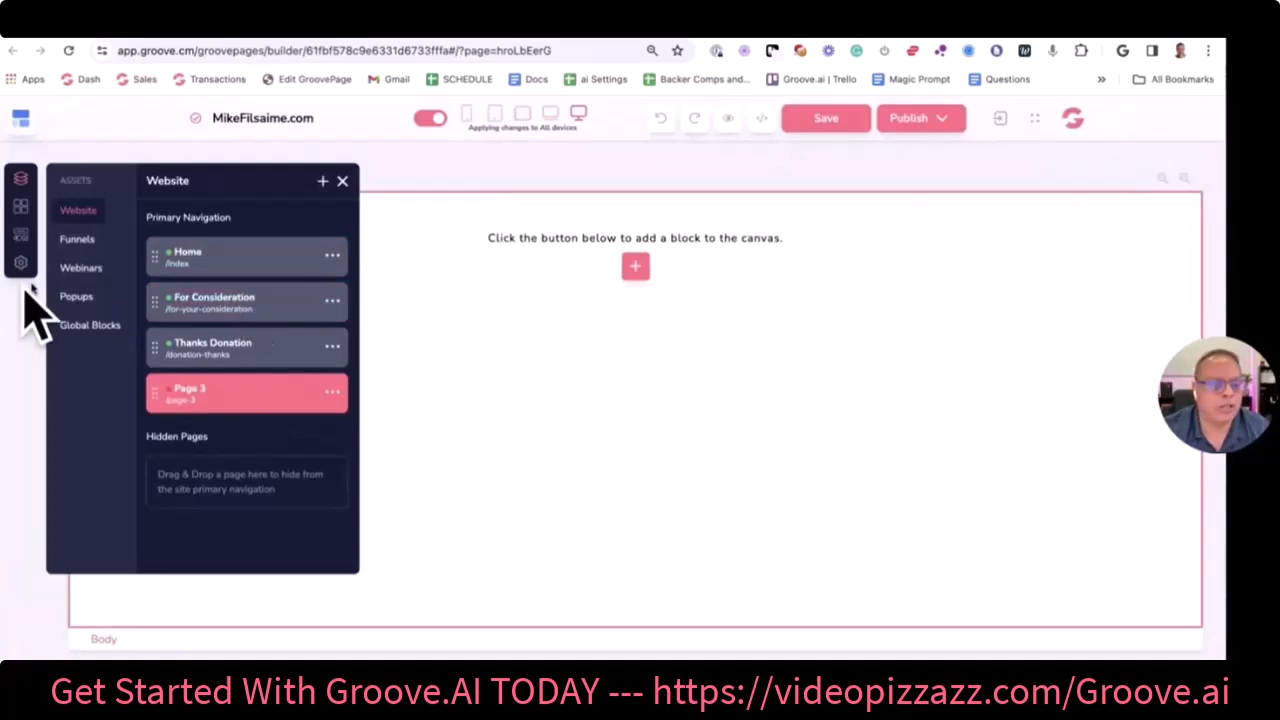 app.groove.cm/groovepages/builder/61fbf578c9e6331d6733fffa#/?page=hroLbEerG
Apps Dash Sales Transactions Edit GroovePage Gmail SCHEDULE Docs ai Settings Backer Comps and... Groove.ai | Trello Magic Prompt Questions » All Bookmarks
MikeFilsaime.com
Applying changes to All devices
Save
Publish
ASSETS
Website
Funnels
Webinars
Popups
Global Blocks
Website
Primary Navigation
Home
/index
For Consideration
/for-your-consideration
Thanks Donation
/donation-thanks
Page 3
/page-3
Hidden Pages
Drag & Drop a page here to hide from
the site primary navigation
Click the button below to add a block to the canvas.
Body
Get Started With Groove.AI TODAY --- https://videopizzazz.com/Groove.ai